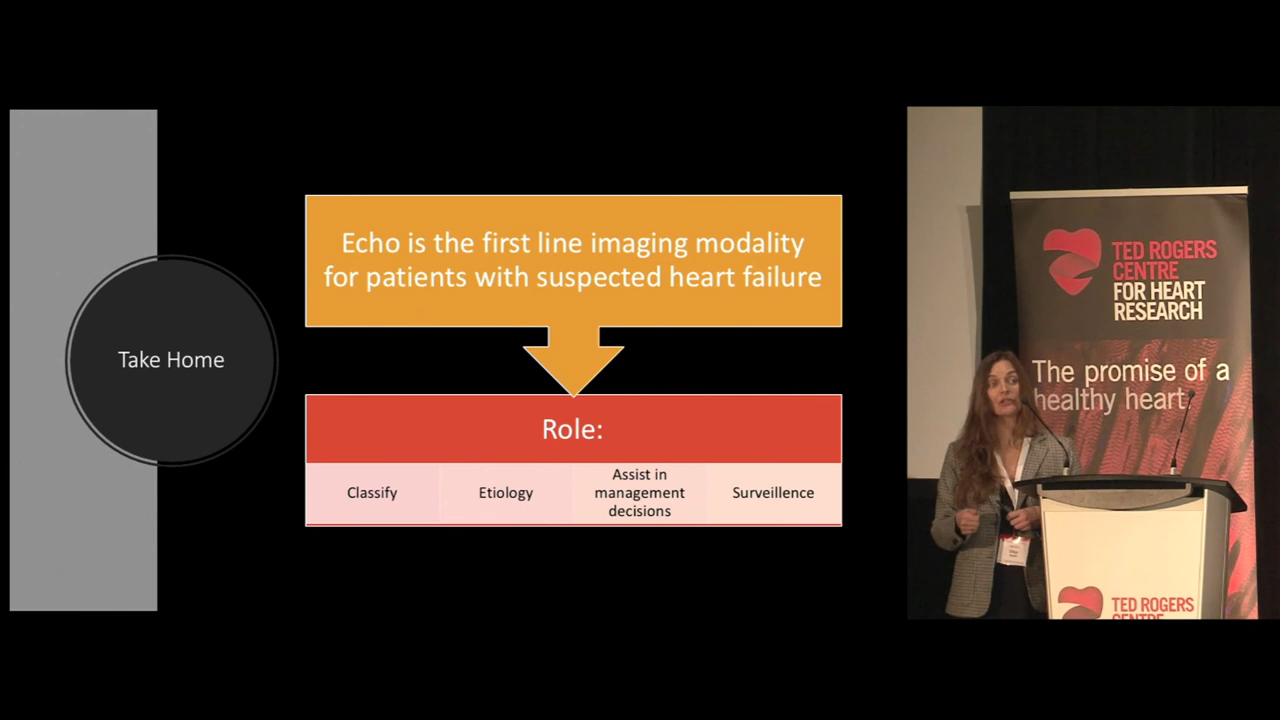 Take Home
Echo is the first line imaging modality
for patients with suspected heart failure
Role:
Classify
Etiology
Assist in
management
decisions
Surveillence
TED ROGERS
CENTRE
FOR HEART
RESEARCH
The promise of a
healthy heart.
TED ROGERS
CENTRE